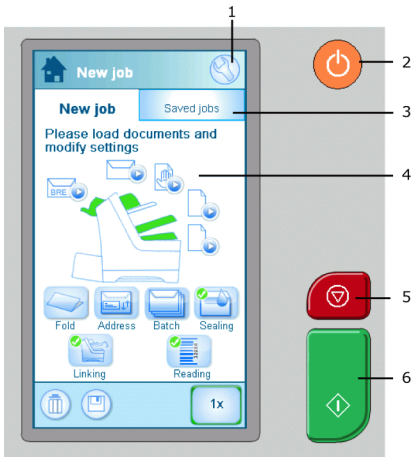 1
New job
2
New job
Saved jobs
3
Please load documents and
modify settings
4
BRE
Fold
Address
Batch
Sealing
5
Linking
Reading
6
1x